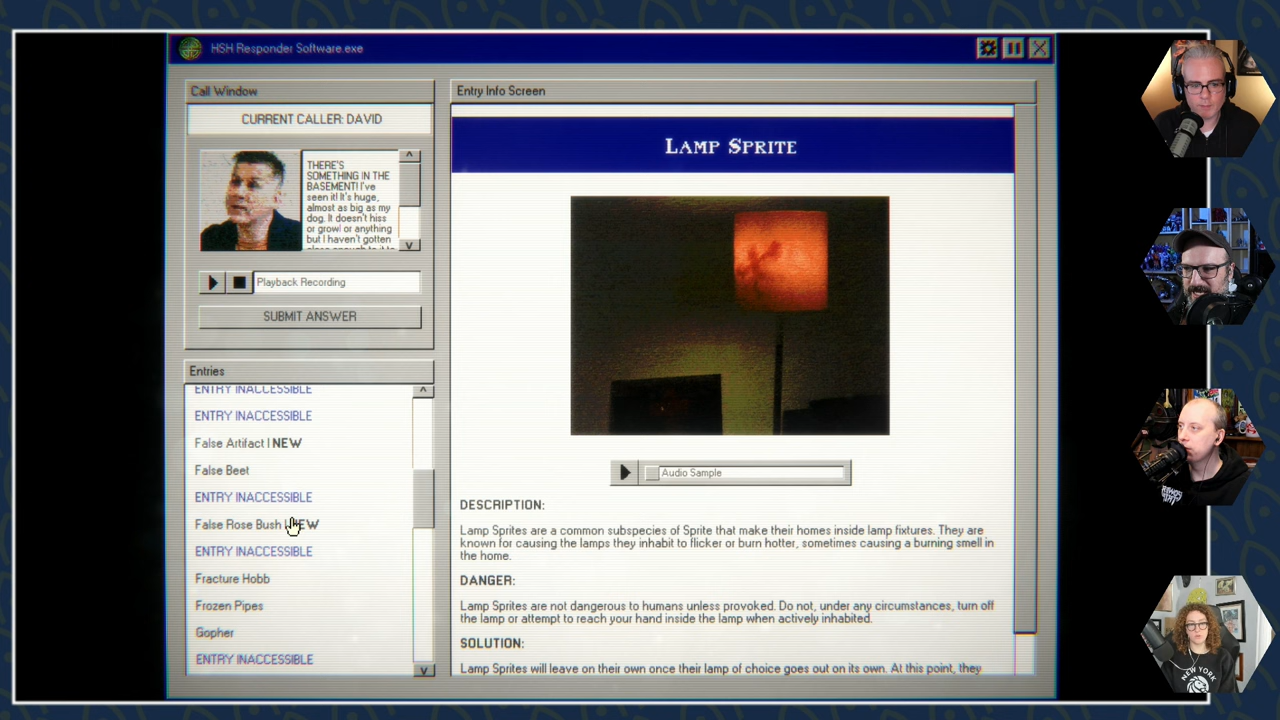 HSH Responder Software.exe
Call Window
CURRENT CALLER: DAVID
THERE'S
SOMETHING IN THE
BASEMENT! I've
seen it! It's huge,
almost as big as my
dog. It doesn't hiss
or growl or anything
but I haven't gotten
Playback Recording
SUBMIT ANSWER
Entries
ENTRY INACCESSIBLE
ENTRY INACCESSIBLE
False Artifact | NEW
False Beet
ENTRY INACCESSIBLE
False Rose Bush
ENTRY INACCESSIBLE
Fracture Hobb
Frozen Pipes
Gopher
ENTRY INACCESSIBLE
Entry Info Screen
Lamp Sprite
Audio Sample
DESCRIPTION:
Lamp Sprites are a common subspecies of Sprite that make their homes inside lamp fixtures. They are
known for causing the lamps they inhabit to flicker or burn hotter, sometimes causing a burning smell in
the home.
DANGER:
Lamp Sprites are not dangerous to humans unless provoked. Do not, under any circumstances, turn off
the lamp or attempt to reach your hand inside the lamp when actively inhabited.
SOLUTION:
Lamp Sprites will leave on their own once their lamp of choice goes out on its own. At this point, they
NEW YORK